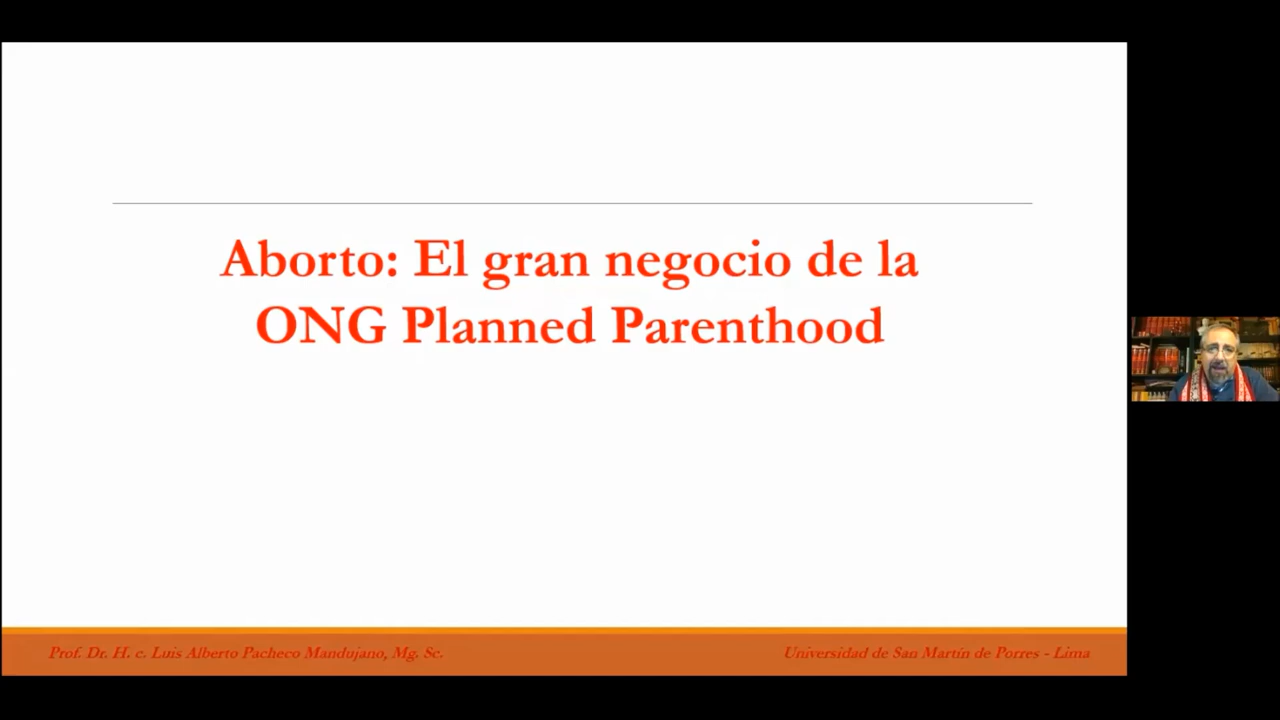 Aborto: El gran negocio de la
ONG Planned Parenthood
Prof. Dr. H. c. Luis Alberto Pacheco Mandujano, Mg. Sc.
Universidad de San Martín de Porres - Lima